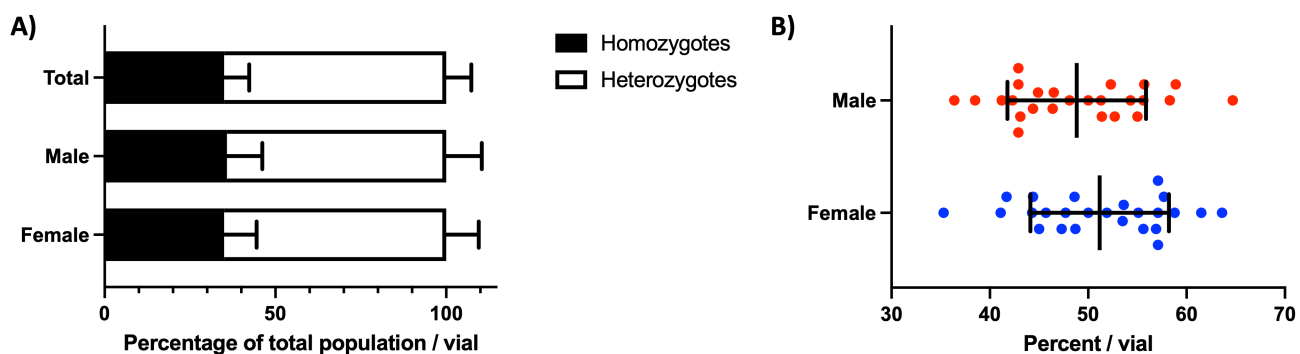 A)
Total
Male
Female
0
50
100
Percentage of total population / vial
Homozygotes
Heterozygotes
B)
Male
Female
30
40
50
60
70
Percent / vial